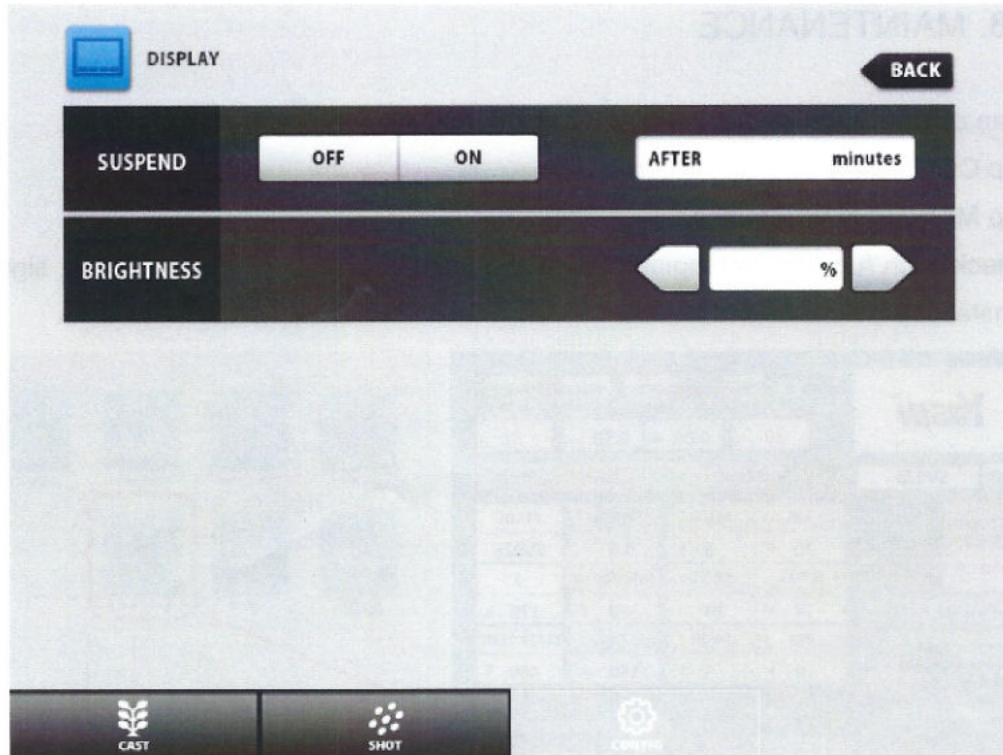 DISPLAY
BACK
SUSPEND OFF ON AFTER minutes
BRIGHTNESS %
CAST SHOT CONFIG